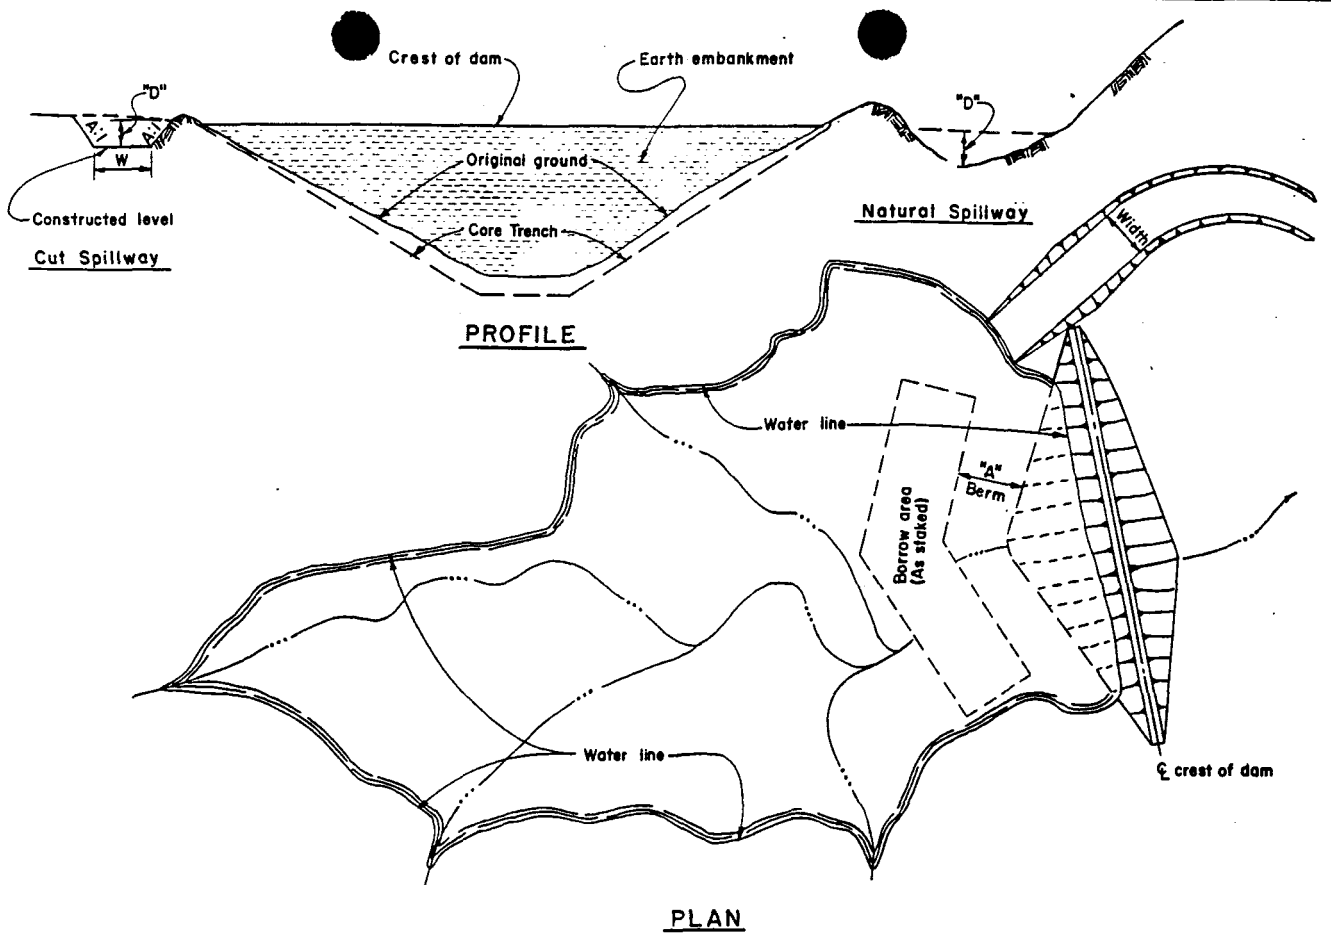 Crest of dam
Earth embankment
"D"
"D"
A:1
A:1
W
Original ground
Constructed level
Core Trench
Natural Spillway
Cut Spillway
Width
PROFILE
Water line
"A"
Berm
Borrow area
(As staked)
Water line
℄ crest of dam
PLAN